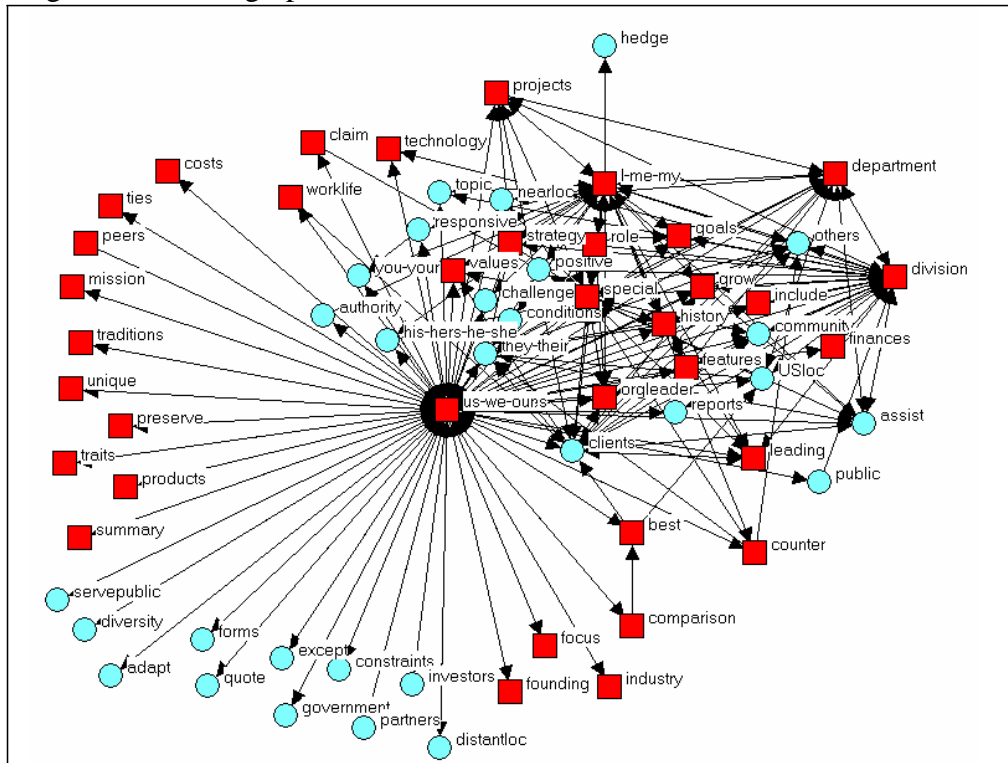 hedge
projects
claim
technology
costs
I-me-my
department
topic
nearloc
worklife
ties
responsive
strategy
role
goals
others
peers
you-your
values
positive
division
mission
challenge
special
grow
include
authority
conditions
history
traditions
his-hers-he-she
they-their
community
finances
features
USloc
unique
us-we-ours
orgleader
reports
assist
preserve
clients
leading
traits
products
public
best
summary
counter
servepublic
comparison
diversity
forms
focus
except
constraints
adapt
quote
investors
founding
industry
government
partners
distantloc